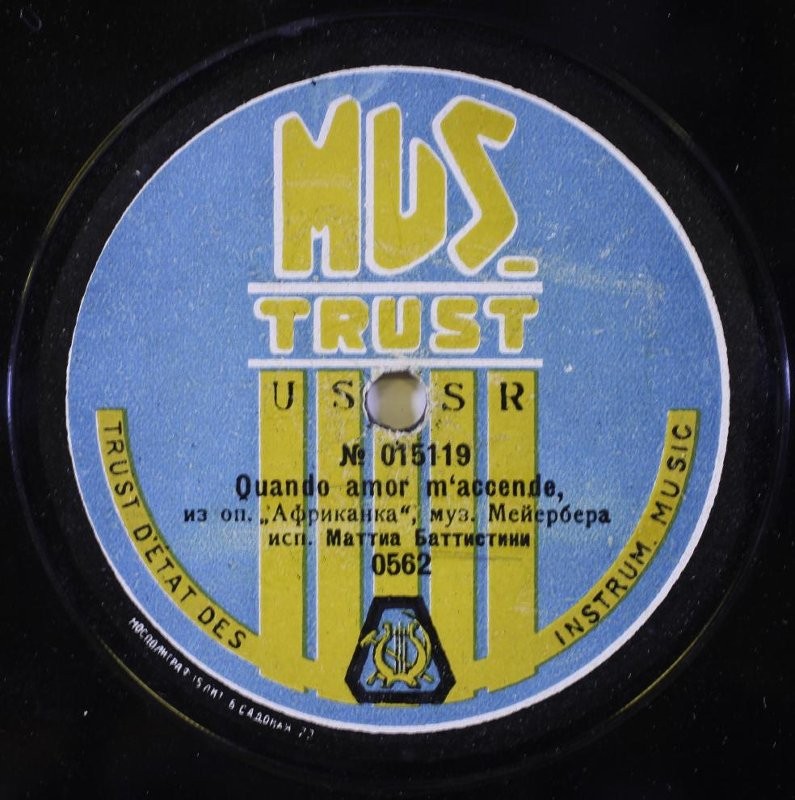 MUS.
TRUST
U S S R
№ 015119
Quando amor m‘accende,
из оп. „Африканка“, муз. Мейербера
исп. Маттиа Баттистини
0562
TRUST D'ETAT DES
INSTRUM. MUSIC
МОСПОЛИГРАФ